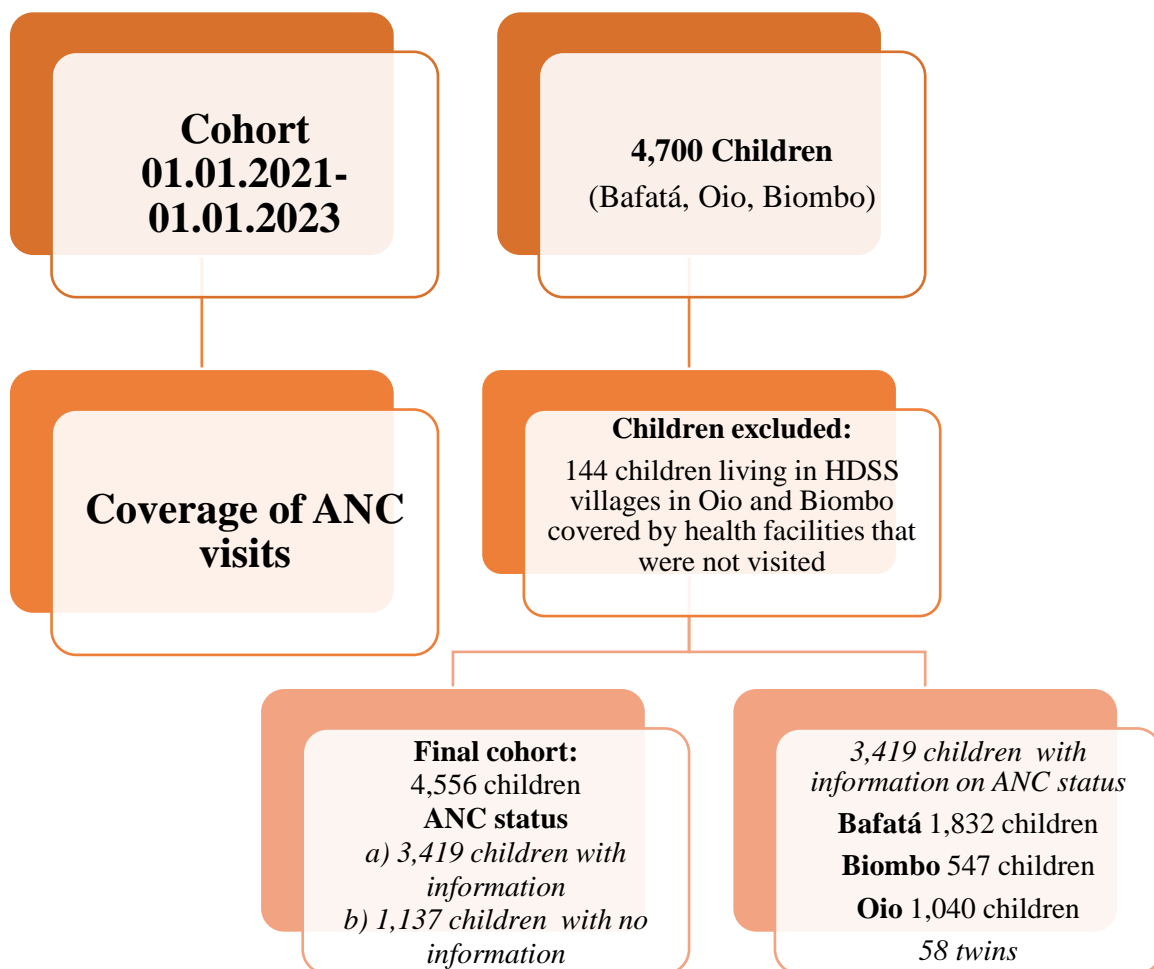 Cohort
01.01.2021-
01.01.2023
4,700 Children
(Bafatá, Oio, Biombo)
Coverage of ANC
visits
Children excluded:
144 children living in HDSS
villages in Oio and Biombo
covered by health facilities that
were not visited
Final cohort:
4,556 children
ANC status
a) 3,419 children with
information
b) 1,137 children with no
information
3,419 children with
information on ANC status
Bafatá 1,832 children
Biombo 547 children
Oio 1,040 children
58 twins